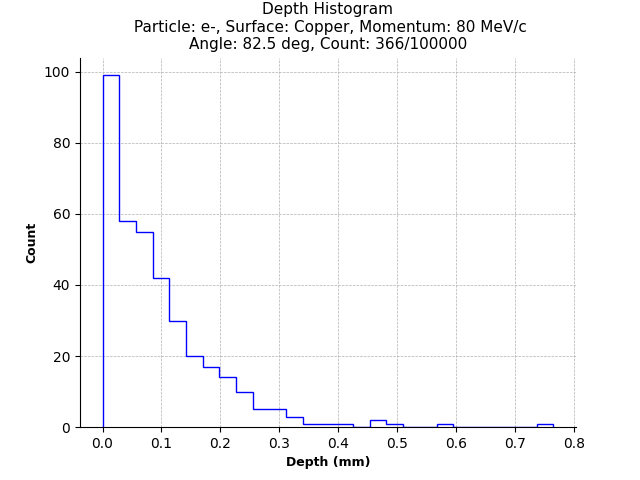 Depth Histogram
Particle: e-, Surface: Copper, Momentum: 80 MeV/c
Angle: 82.5 deg, Count: 366/100000
100
80
60
40
20
0
Count
0.0 0.1 0.2 0.3 0.4 0.5 0.6 0.7 0.8
Depth (mm)